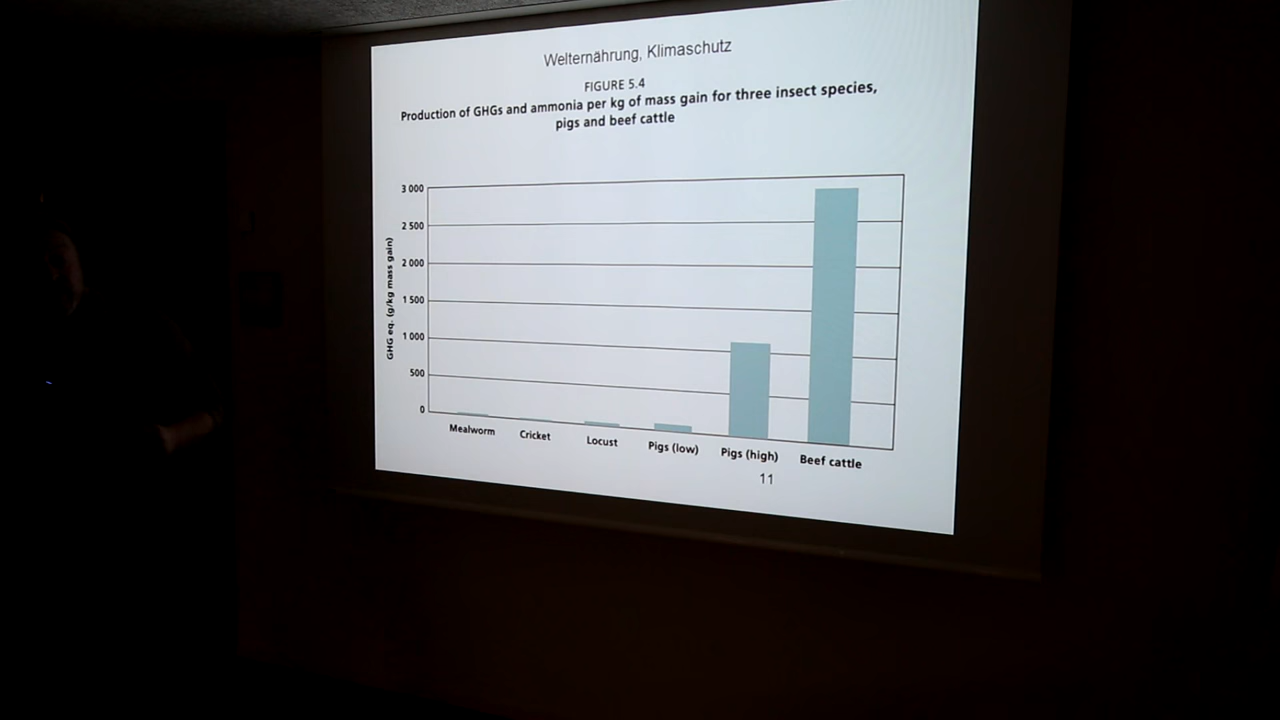 Welternährung, Klimaschutz
FIGURE 5.4
Production of GHGs and ammonia per kg of mass gain for three insect species,
pigs and beef cattle
GHG eq. (g/kg mass gain)
3 000
2 500
2 000
1 500
1 000
500
0
Mealworm
Cricket
Locust
Pigs (low)
Pigs (high)
Beef cattle
11